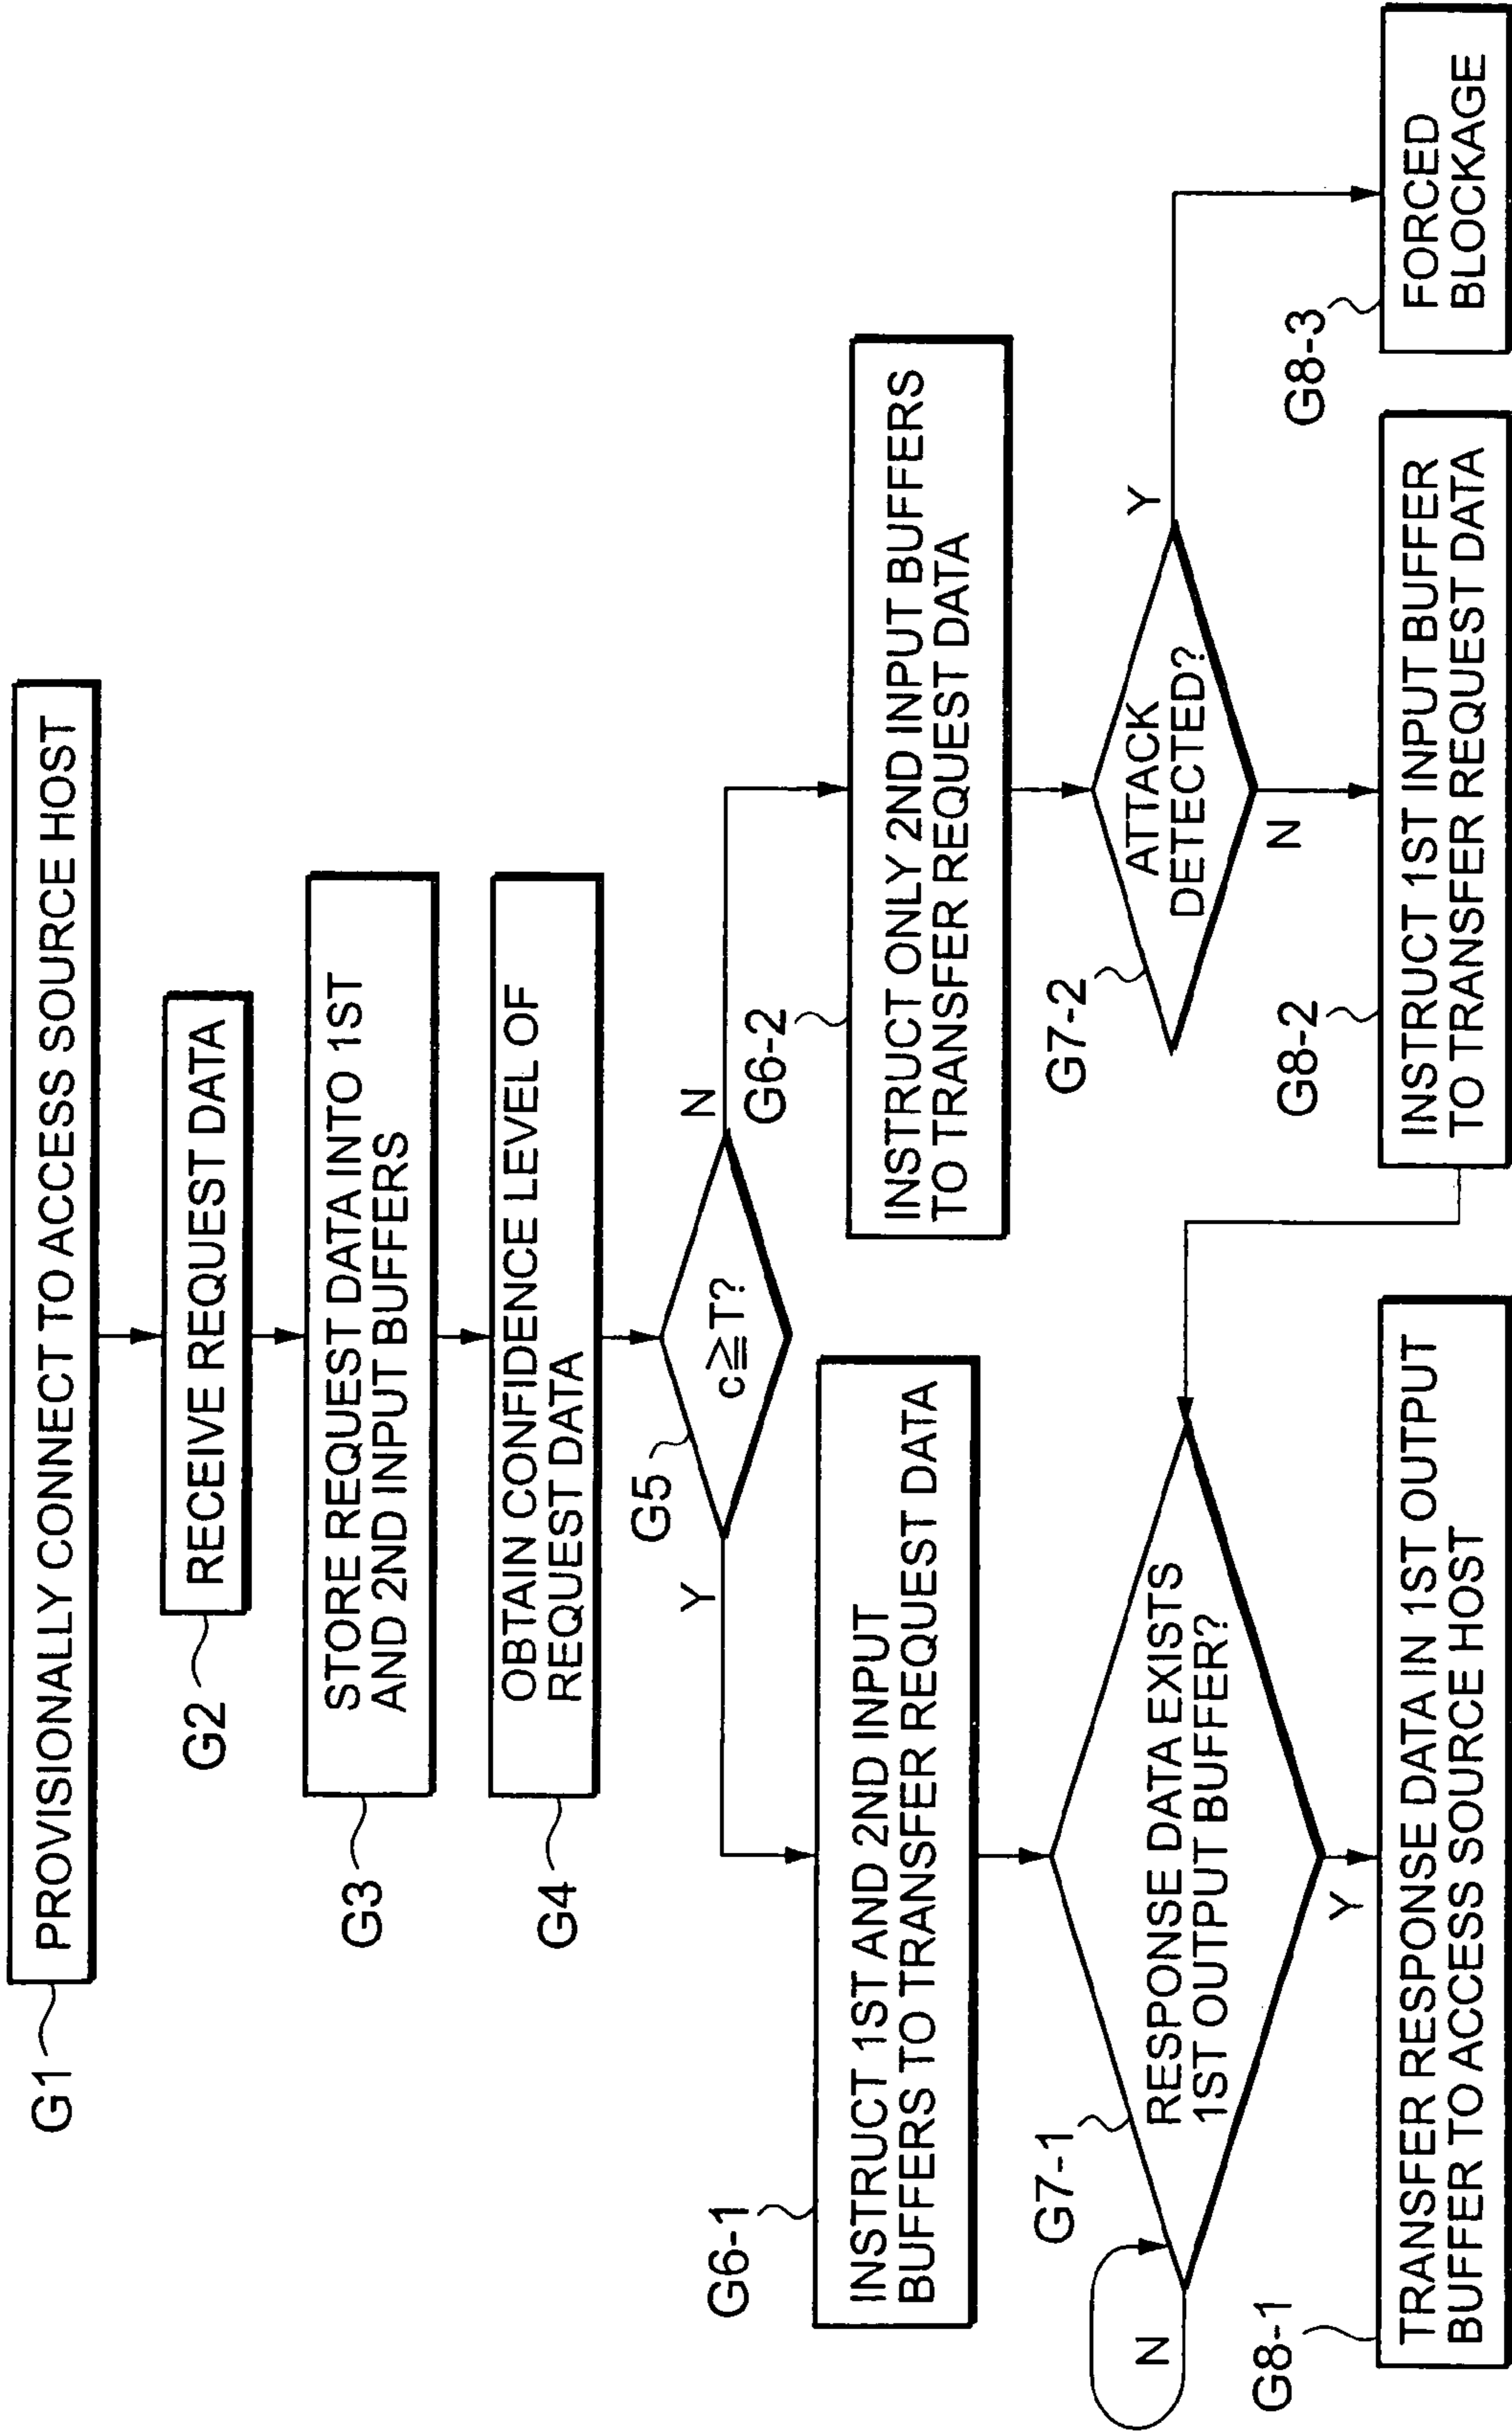 G1
PROVISIONALLY CONNECT TO ACCESS SOURCE HOST
G2
RECEIVE REQUEST DATA
G3
STORE REQUEST DATA INTO 1ST
AND 2ND INPUT BUFFERS
G4
OBTAIN CONFIDENCE LEVEL OF
REQUEST DATA
G5
c≧T?
Y
N
G6-1
INSTRUCT 1ST AND 2ND INPUT
BUFFERS TO TRANSFER REQUEST DATA
G6-2
INSTRUCT ONLY 2ND INPUT BUFFERS
TO TRANSFER REQUEST DATA
G7-1
RESPONSE DATA EXISTS
1ST OUTPUT BUFFER?
N
Y
G7-2
ATTACK
DETECTED?
Y
N
G8-1
TRANSFER RESPONSE DATA IN 1ST OUTPUT
BUFFER TO ACCESS SOURCE HOST
G8-2
INSTRUCT 1ST INPUT BUFFER
TO TRANSFER REQUEST DATA
G8-3
FORCED
BLOCKAGE